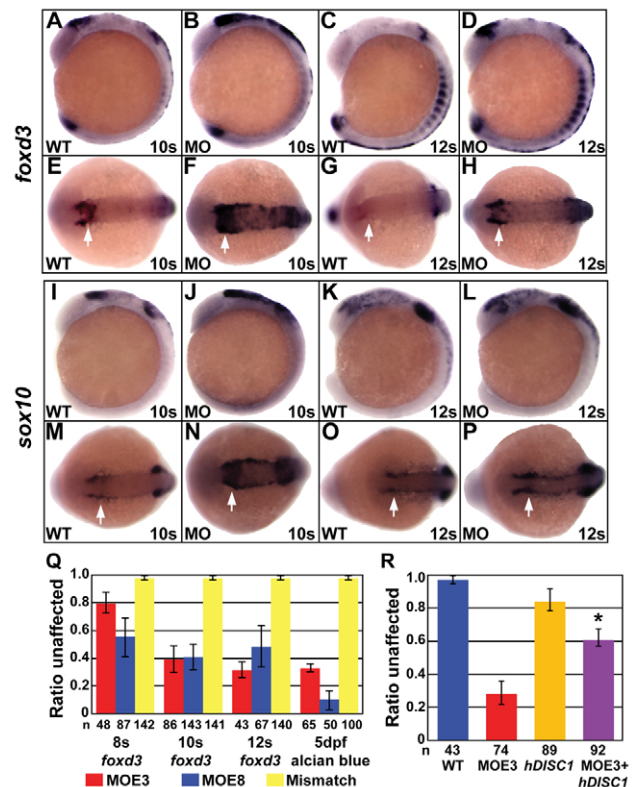 A B C D
WT 10s MO 10s WT 12s MO 12s
foxd3
E F G H
WT 10s MO 10s WT 12s MO 12s
I J K L
WT 10s MO 10s WT 12s MO 12s
sox10
M N O P
WT 10s MO 10s WT 12s MO 12s
Q
Ratio unaffected
1.0
0.8
0.6
0.4
0.2
0.0
n 48 87 142 86 143 141 43 67 140 65 50 100
8s 10s 12s 5dpf
foxd3 foxd3 foxd3 alcian blue
MOE3 MOE8 Mismatch
R
Ratio unaffected
1.0
0.8
0.6
0.4
0.2
0.0
*
n 43 74 89 92
WT MOE3 hDISC1 MOE3+
hDISC1